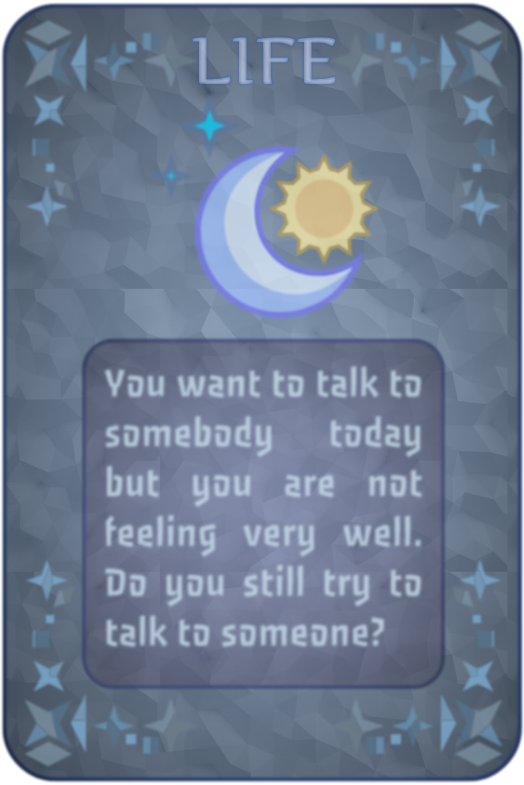 LIFE
You want to talk to
somebody today
but you are not
feeling very well.
Do you still try to
talk to someone?